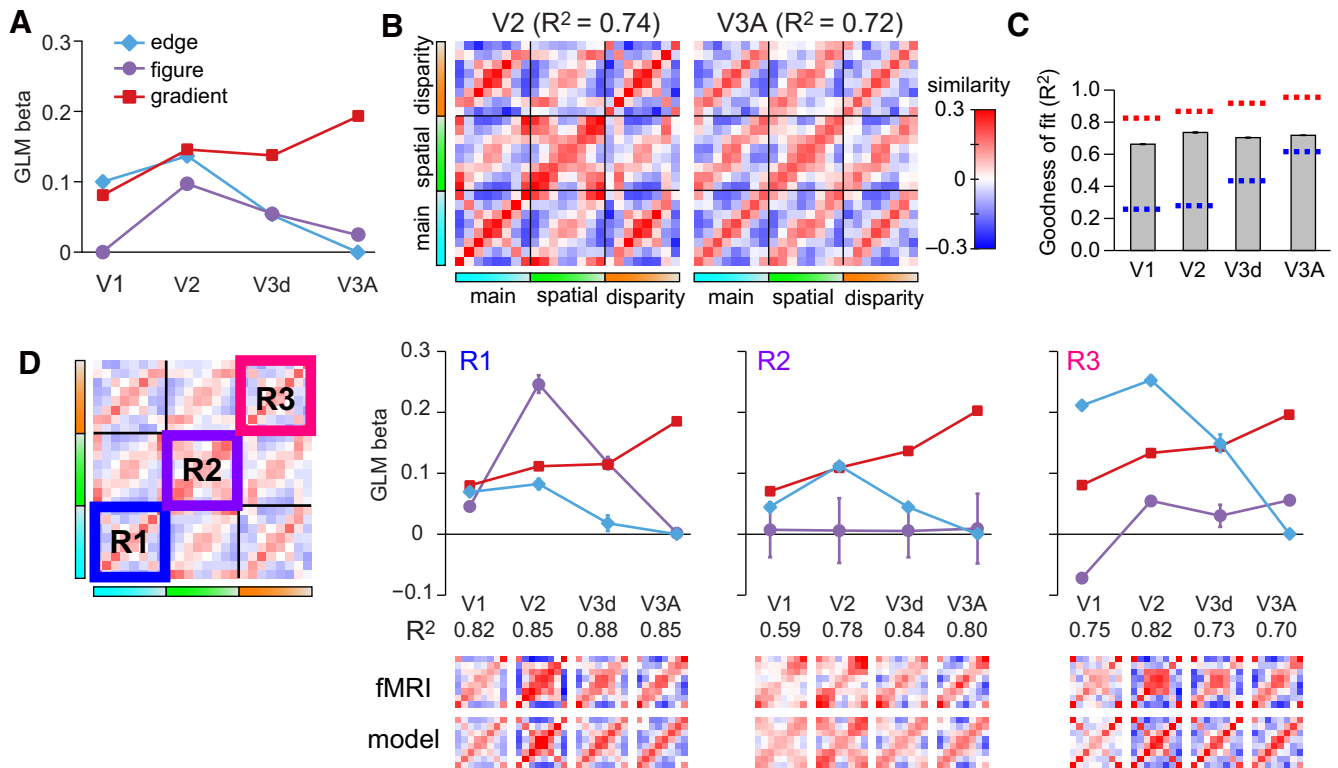 A
0.3
0.2
0.1
0
GLM beta
edge
figure
gradient
V1 V2 V3d V3A
B
V2 (R² = 0.74) V3A (R² = 0.72)
disparity
spatial
main
main spatial disparity
main spatial disparity
similarity
0.3
0
−0.3
C
Goodness of fit (R²)
1.0
0.8
0.6
0.4
0.2
0.0
V1 V2 V3d V3A
D
R3
R2
R1
GLM beta
0.3
0.2
0.1
0
−0.1
R1 R2 R3
V1 V2 V3d V3A V1 V2 V3d V3A V1 V2 V3d V3A
R² 0.82 0.85 0.88 0.85 0.59 0.78 0.84 0.80 0.75 0.82 0.73 0.70
fMRI
model